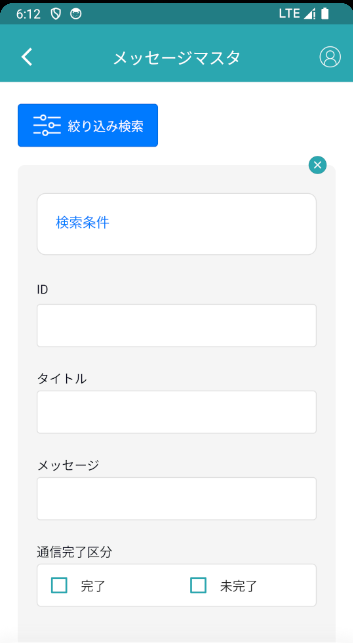 6:12
LTE
メッセージマスタ
絞り込み検索
検索条件
ID
タイトル
メッセージ
通信完了区分
完了
未完了